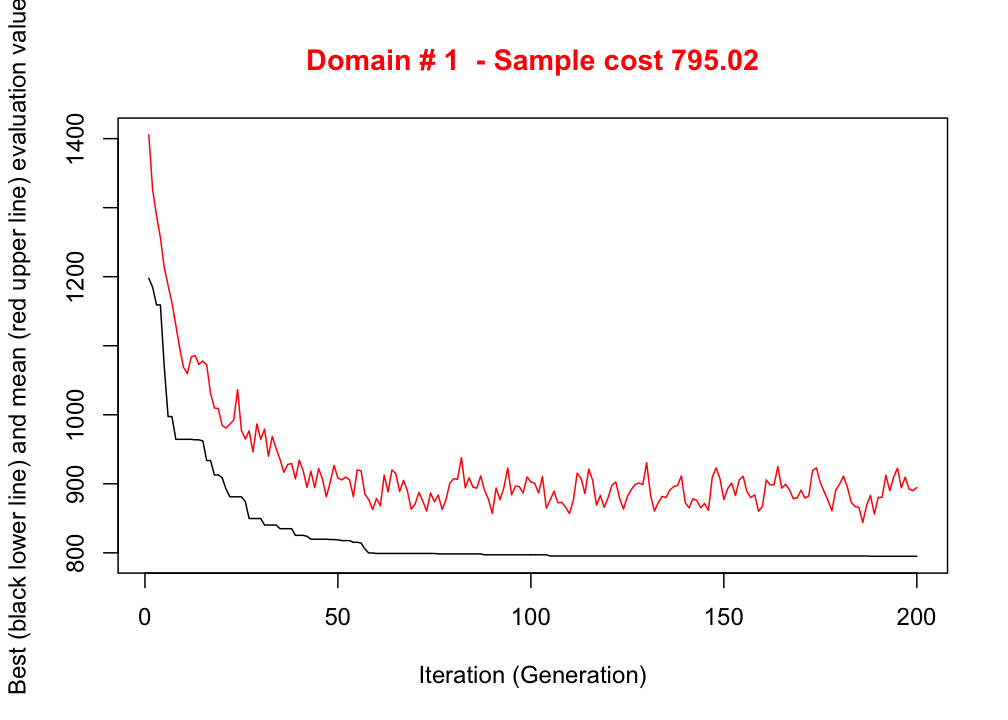 Domain # 1 - Sample cost 795.02
Best (black lower line) and mean (red upper line) evaluation value
1400
1200
1000
900
800
0 50 100 150 200
Iteration (Generation)